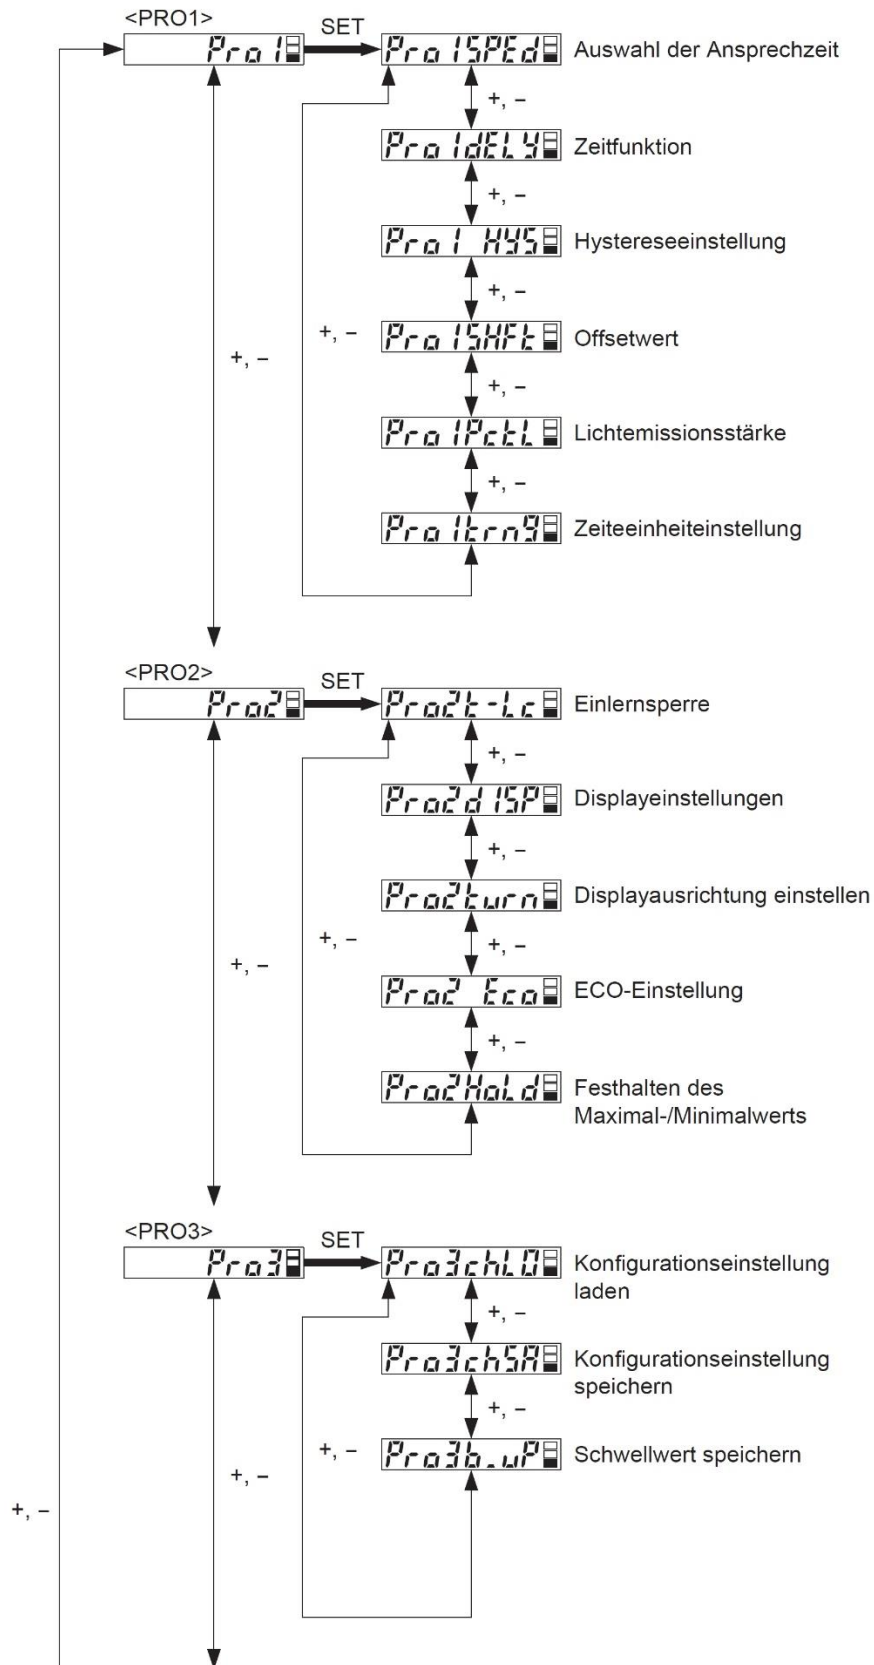 <PRO1>
Pro1 SET Pro1SPEd Auswahl der Ansprechzeit
+, –
Pro1dELY Zeitfunktion
+, –
Pro1 HYS Hystereseeinstellung
+, –
+, – Pro1SHFt Offsetwert
+, –
+, –
Pro1PctL Lichtemissionsstärke
+, –
Pro1trng Zeiteeinheiteinstellung
<PRO2>
Pro2 SET Pro2t-Lc Einlernsperre
+, –
Pro2dISP Displayeinstellungen
+, –
Pro2turn Displayausrichtung einstellen
+, –
+, –
+, –
Pro2 Eco ECO-Einstellung
+, –
Pro2HoLd Festhalten des
Maximal-/Minimalwerts
<PRO3>
Pro3 SET Pro3chLO Konfigurationseinstellung
laden
+, –
Pro3chSA Konfigurationseinstellung
speichern
+, –
+, – Pro3b_uP Schwellwert speichern
+, –
+, –